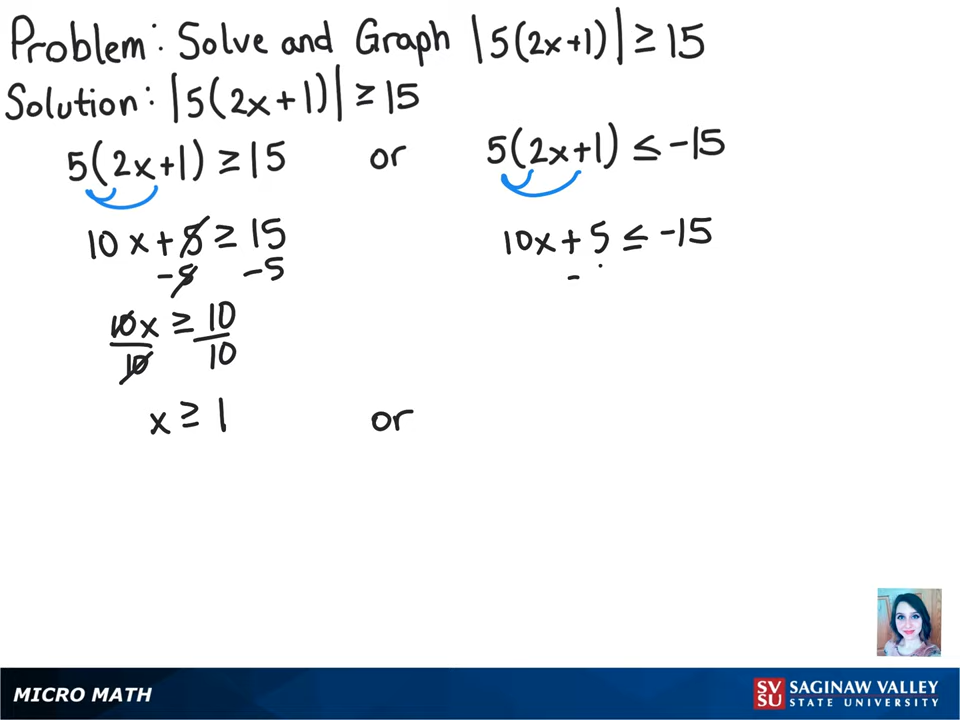 Problem: Solve and Graph |5(2x+1)| ≥ 15
Solution: |5(2x+1)| ≥ 15
5(2x+1) ≥ 15 or 5(2x+1) ≤ -15
10x+5 ≥ 15 10x+5 ≤ -15
-5 -5 -
10x ≥ 10
10 10
x ≥ 1 or
MICRO MATH SVSU SAGINAW VALLEY STATE UNIVERSITY